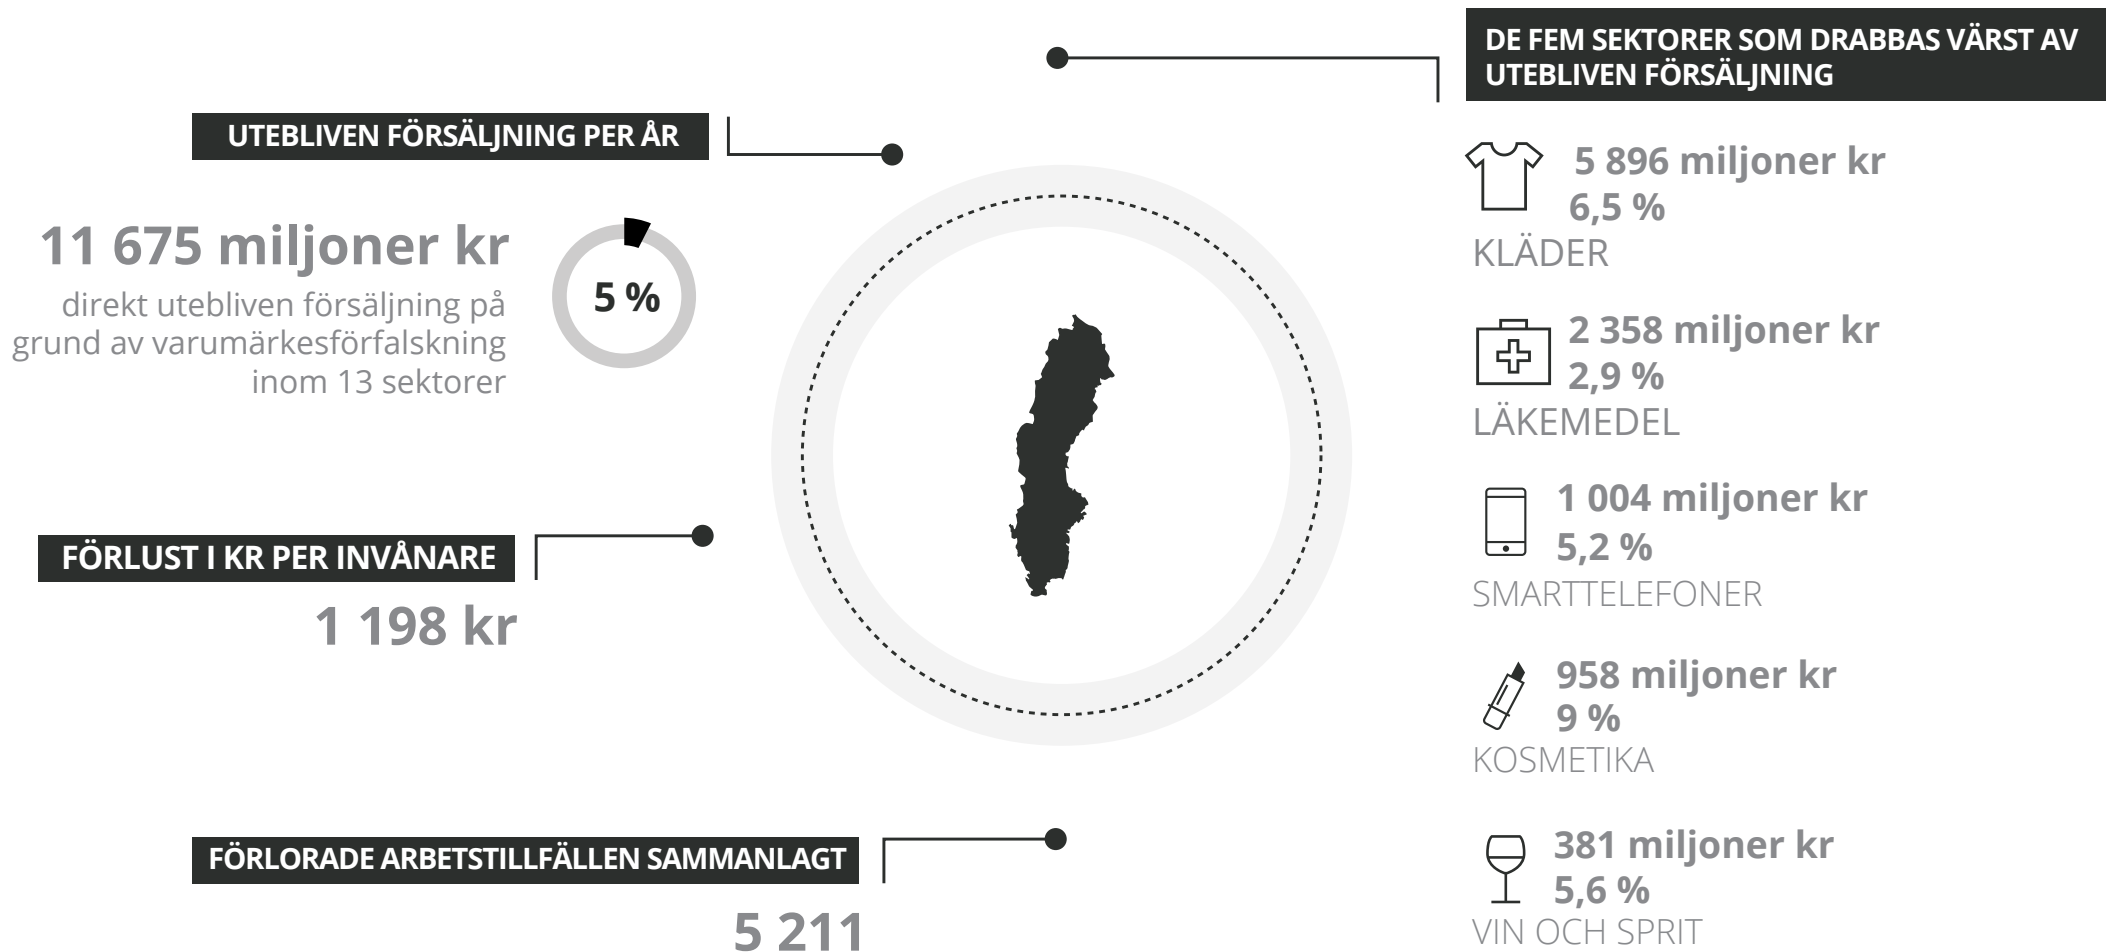 UTEBLIVEN FÖRSÄLJNING PER ÅR
11 675 miljoner kr
direkt utebliven försäljning på
grund av varumärkesförfalskning
inom 13 sektorer
5 %
FÖRLUST I KR PER INVÅNARE
1 198 kr
FÖRLORADE ARBETSTILLFÄLLEN SAMMANLAGT
5 211
DE FEM SEKTORER SOM DRABBAS VÄRST AV
UTEBLIVEN FÖRSÄLJNING
5 896 miljoner kr
6,5 %
KLÄDER
2 358 miljoner kr
2,9 %
LÄKEMEDEL
1 004 miljoner kr
5,2 %
SMARTTELEFONER
958 miljoner kr
9 %
KOSMETIKA
381 miljoner kr
5,6 %
VIN OCH SPRIT